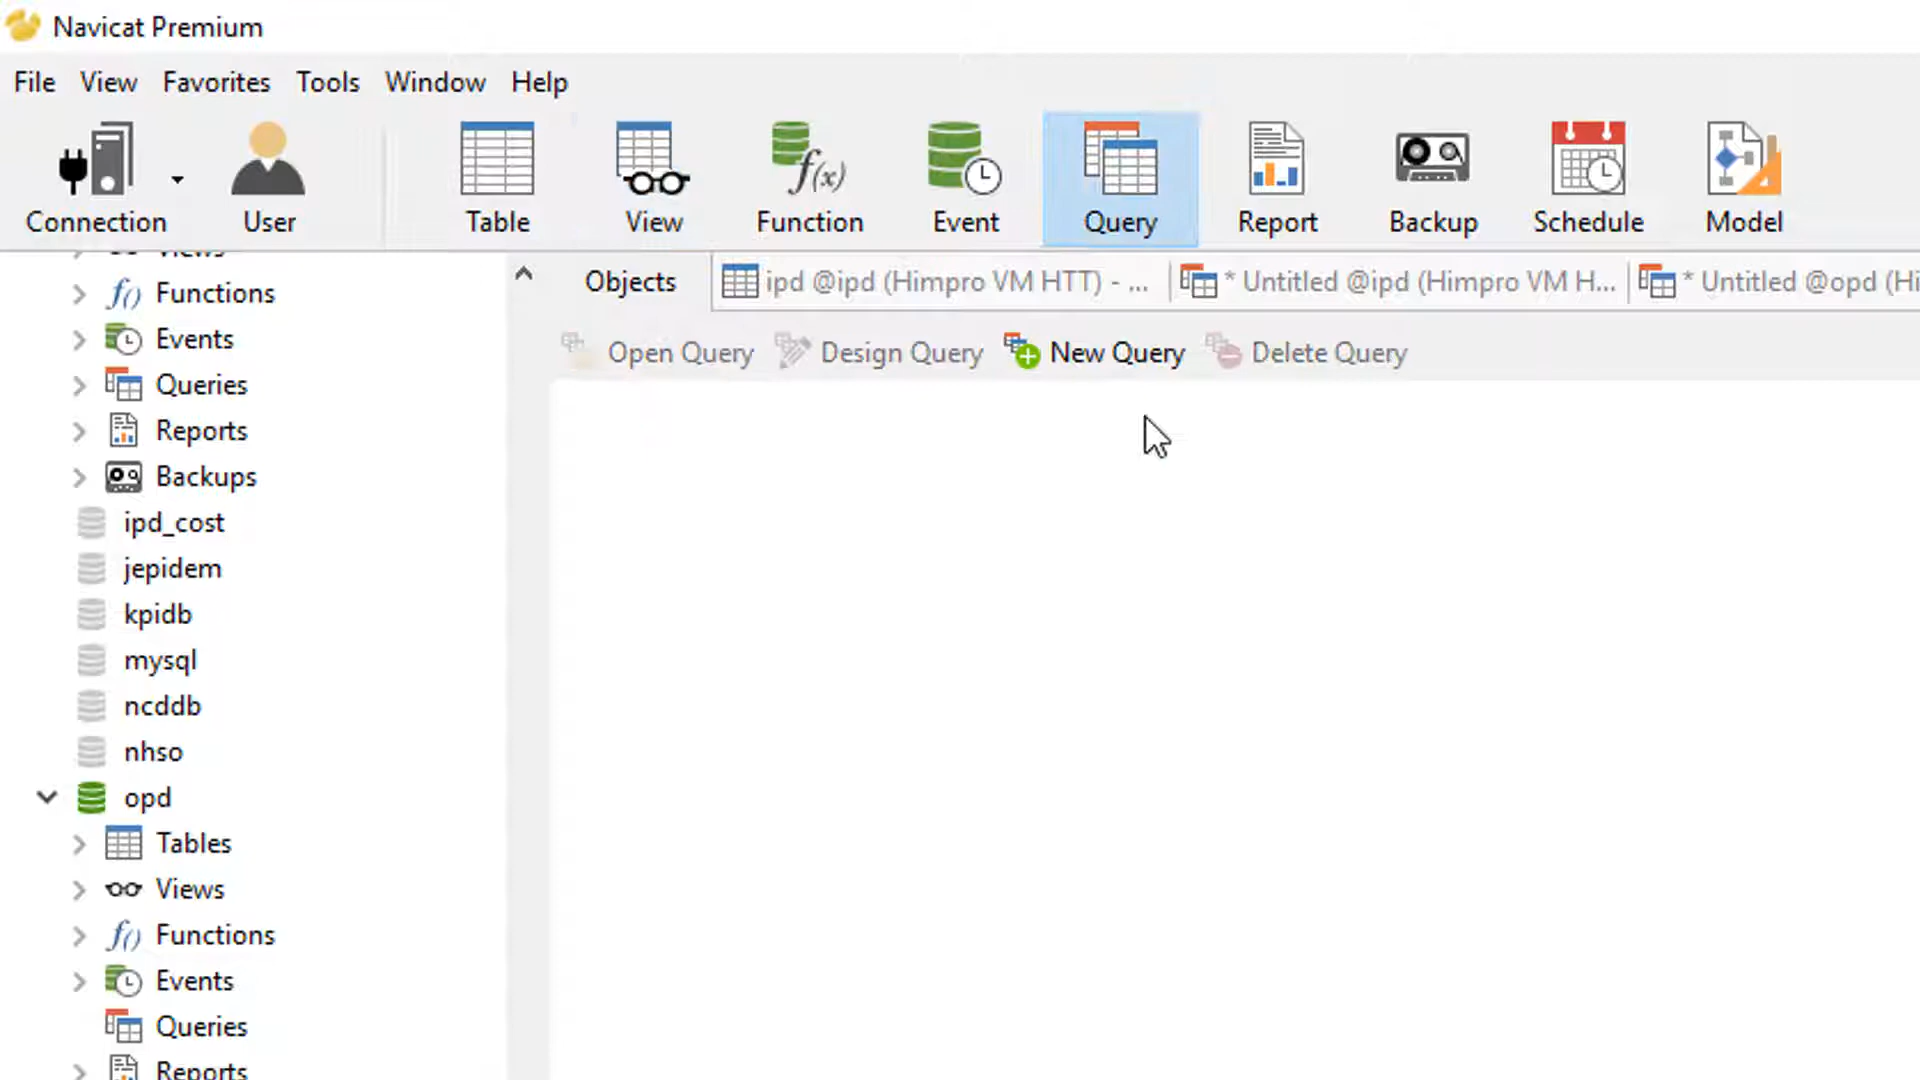 Navicat Premium
File View Favorites Tools Window Help
Connection User Table View Function Event Query Report Backup Schedule Model
Views
Functions
Events
Queries
Reports
Backups
ipd_cost
jepidem
kpidb
mysql
ncddb
nhso
opd
Tables
Views
Functions
Events
Queries
Reports
Objects ipd @ipd (Himpro VM HTT) - ... * Untitled @ipd (Himpro VM H... * Untitled @opd (Hi
Open Query Design Query New Query Delete Query